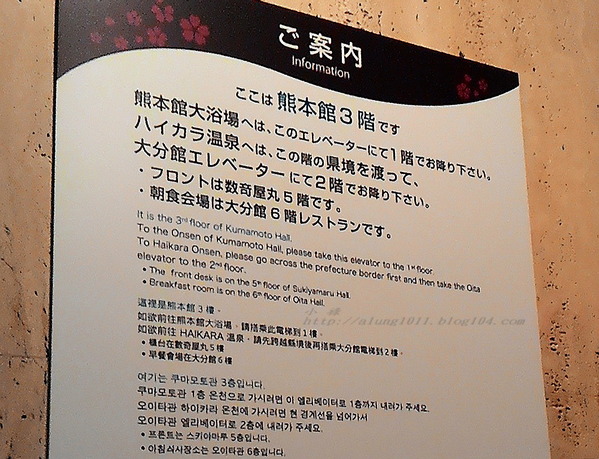 ご案内
Information
ここは 熊本館3階です
熊本館大浴場へは、このエレベーターにて1階でお降り下さい。
ハイカラ温泉へは、この階の県境を渡って、
大分館エレベーターにて2階でお降り下さい。
・フロントは数奇屋丸5階です。
・朝食会場は大分館6階レストランです。
It is the 3rd floor of Kumamoto Hall.
To the Onsen of Kumamoto Hall, please take this elevator to the 1st floor.
To Haikara Onsen, please go across the prefecture border first and then take the Oita
elevator to the 2nd floor.
• The front desk is on the 5th floor of Sukiyamaru Hall.
• Breakfast room is on the 6th floor of Oita Hall.
這裡是熊本館3樓。
如欲前往熊本館大浴場，請搭乘此電梯到1樓。
如欲前往 HAIKARA 溫泉，請先跨越縣境後再搭乘大分館電梯到2樓。
• 櫃台在數奇屋丸5樓
• 早餐會場在大分館6樓
小緣
http://alung1011.blog104.com
여기는 쿠마모토관 3층입니다.
쿠마모토관 1층 온천으로 가시려면 이 엘리베이터로 1층까지 내려가 주세요.
오이타관 하이카라 온천에 가시려면 현 경계선을 넘어가서
오이타관 엘리베이터로 2층에 내려가 주세요.
• 프론트는 스키야마루 5층입니다.
• 아침식사장소는 오이타관 6층입니다.